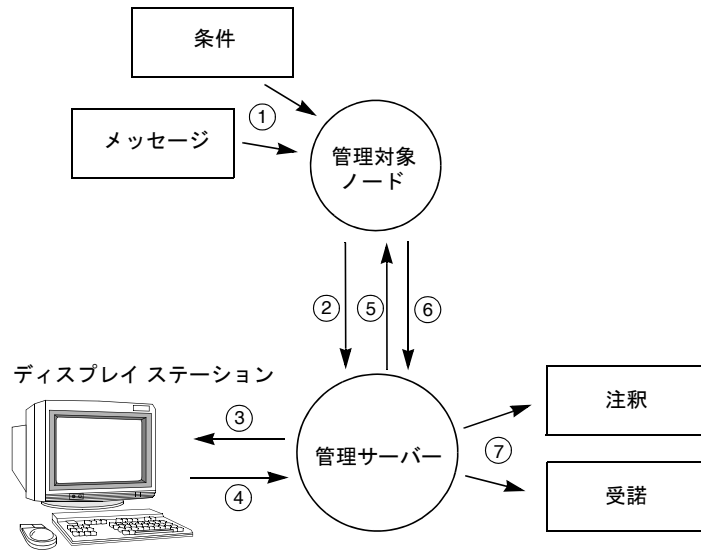 条件
メッセージ
①
管理対象
ノード
②
⑤
⑥
ディスプレイ ステーション
③
④
管理サーバー
⑦
注釈
受諾